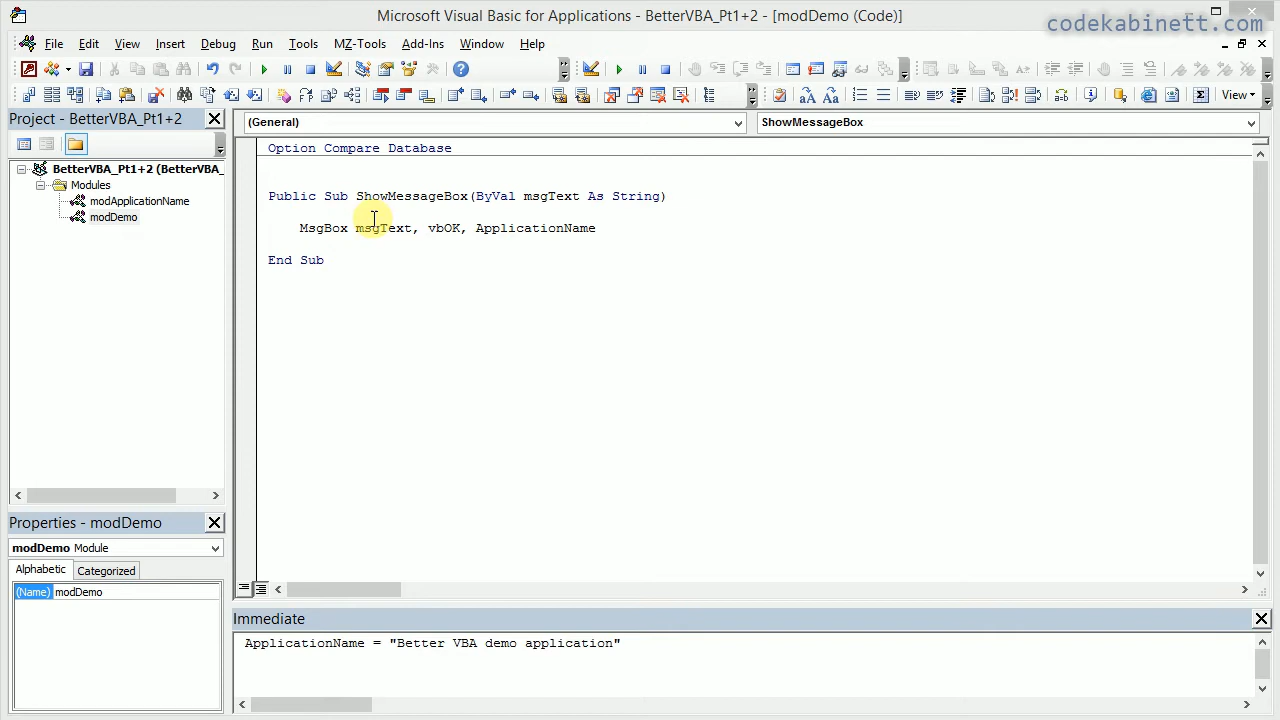 Microsoft Visual Basic for Applications - BetterVBA_Pt1+2 - [modDemo (Code)]
codekabinett.com
File Edit View Insert Format Debug Run Tools MZ-Tools Add-Ins Window Help
View
Project - BetterVBA_Pt1+2
(General)
ShowMessageBox
BetterVBA_Pt1+2 (BetterVBA_
Modules
modApplicationName
modDemo
Option Compare Database
Public Sub ShowMessageBox(ByVal msgText As String)
MsgBox msgText, vbOK, ApplicationName
End Sub
Properties - modDemo
modDemo Module
Alphabetic
Categorized
(Name) modDemo
Immediate
ApplicationName = "Better VBA demo application"